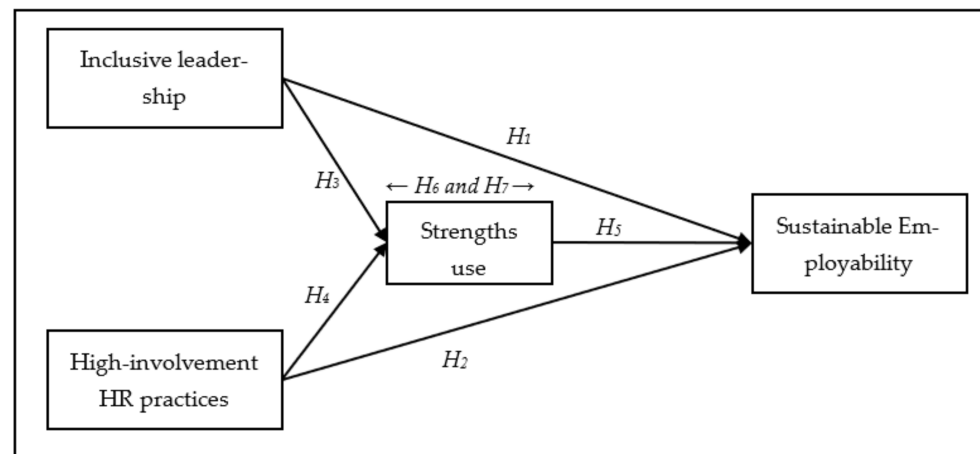 Inclusive leader-
ship
H1
H3
← H6 and H7 →
Strengths
use
H5
Sustainable Em-
ployability
H4
High-involvement
HR practices
H2